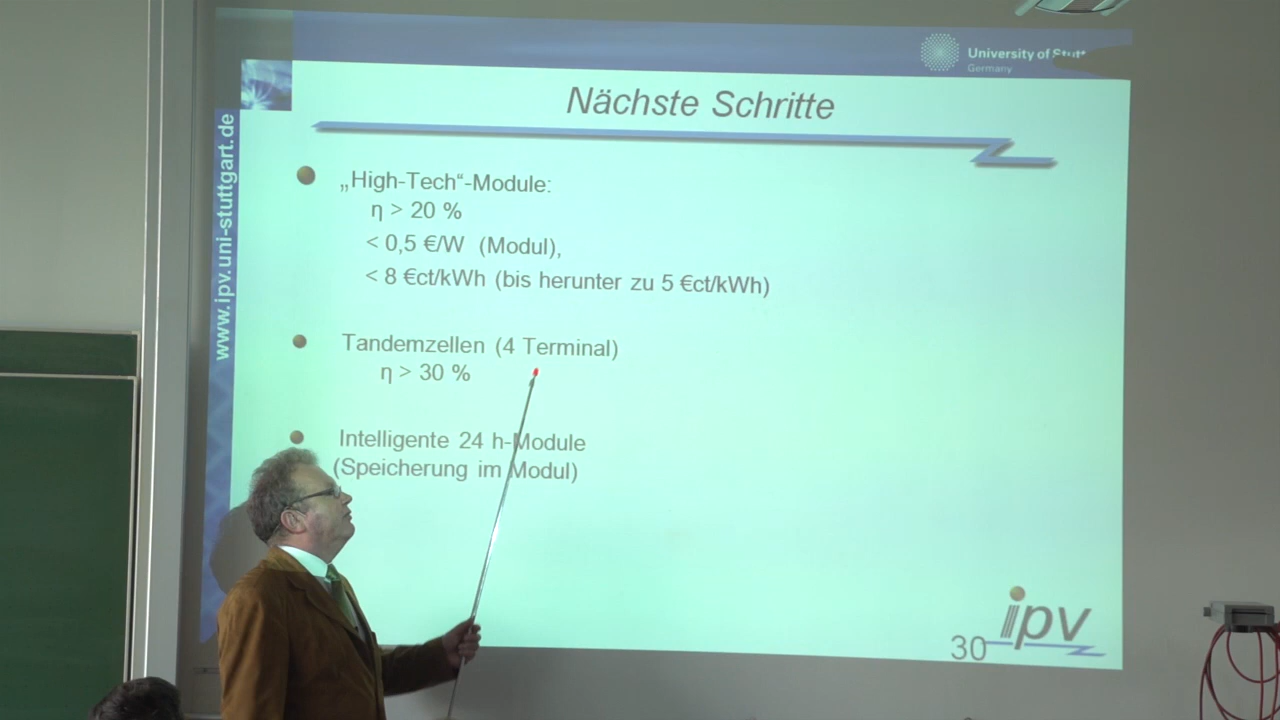 University of
Germany
www.ipv.uni-stuttgart.de
Nächste Schritte
„High-Tech“-Module:
η > 20 %
< 0,5 €/W (Modul),
< 8 €ct/kWh (bis herunter zu 5 €ct/kWh)
Tandemzellen (4 Terminal)
η > 30 %
Intelligente 24 h-Module
(Speicherung im Modul)
30
ipv